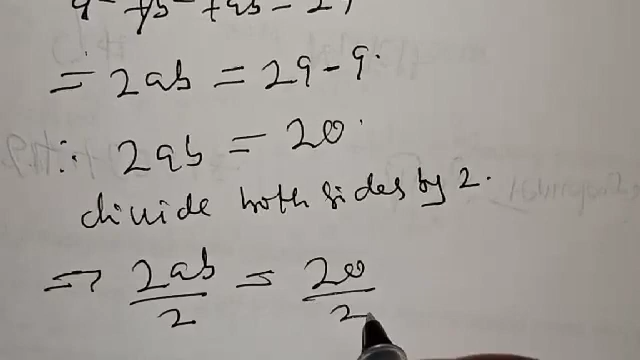 = 2ab = 29 - 9.
∴ 2ab = 20.
divide both sides by 2.
⇒ 2ab/2 = 20/2